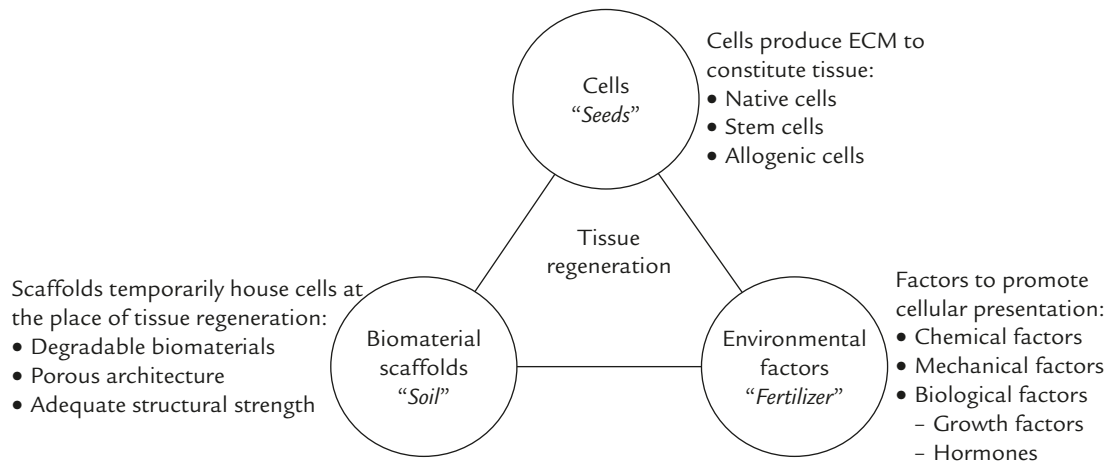 Cells
“Seeds”
Cells produce ECM to
constitute tissue:
• Native cells
• Stem cells
• Allogenic cells
Tissue
regeneration
Scaffolds temporarily house cells at
the place of tissue regeneration:
• Degradable biomaterials
• Porous architecture
• Adequate structural strength
Biomaterial
scaffolds
“Soil”
Environmental
factors
“Fertilizer”
Factors to promote
cellular presentation:
• Chemical factors
• Mechanical factors
• Biological factors
– Growth factors
– Hormones